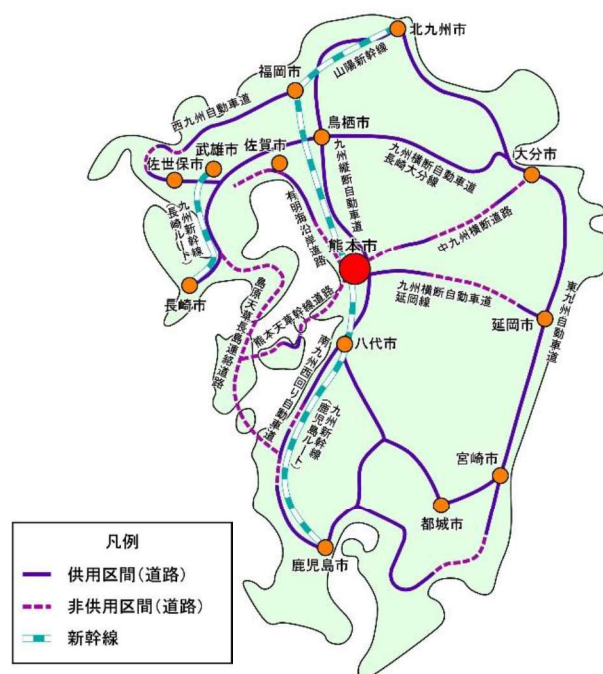 北九州市
山陽新幹線
福岡市
西九州自動車道
鳥栖市
佐賀市
武雄市
佐世保市
九州縦断自動車道
九州横断自動車道
長崎大分線
大分市
有明海沿岸道路
中九州横断道路
熊本市
九州新幹線
(長崎ルート)
長崎市
島原天草長島連絡道路
熊本天草幹線道路
九州横断自動車道
延岡線
延岡市
東九州自動車道
八代市
南九州西回り自動車道
九州新幹線
(鹿児島ルート)
宮崎市
都城市
鹿児島市
凡例
供用区間(道路)
非供用区間(道路)
新幹線